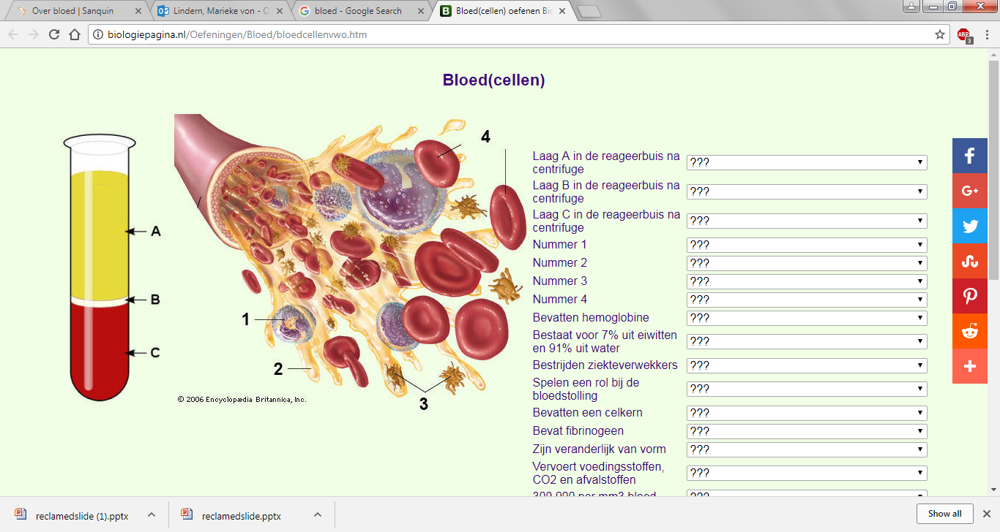 Over bloed | Sanquin
Lindern, Marieke von - O
bloed - Google Search
Bloed(cellen) oefenen Bio
biologiepagina.nl/Oefeningen/Bloed/bloedcellenvwo.htm
ABP
3
Bloed(cellen)
A
B
C
1
2
3
4
© 2006 Encyclopædia Britannica, Inc.
Laag A in de reageerbuis na
centrifuge
???
Laag B in de reageerbuis na
centrifuge
???
Laag C in de reageerbuis na
centrifuge
???
Nummer 1
???
Nummer 2
???
Nummer 3
???
Nummer 4
???
Bevatten hemoglobine
???
Bestaat voor 7% uit eiwitten
en 91% uit water
???
Bestrijden ziekteverwekkers
???
Spelen een rol bij de
bloedstolling
???
Bevatten een celkern
???
Bevat fibrinogeen
???
Zijn veranderlijk van vorm
???
Vervoert voedingsstoffen,
CO2 en afvalstoffen
???
300.000 per mm3 bloed
???
G+
reclamedslide (1).pptx
reclamedslide.pptx
Show all